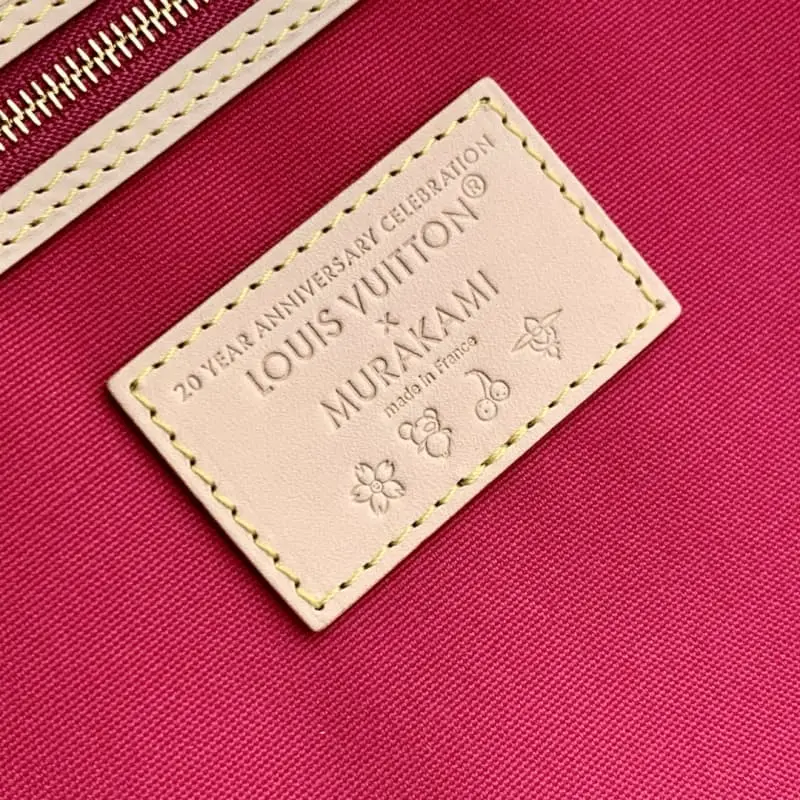 20 YEAR ANNIVERSARY CELEBRATION
LOUIS VUITTON®
×
MURAKAMI
made in France